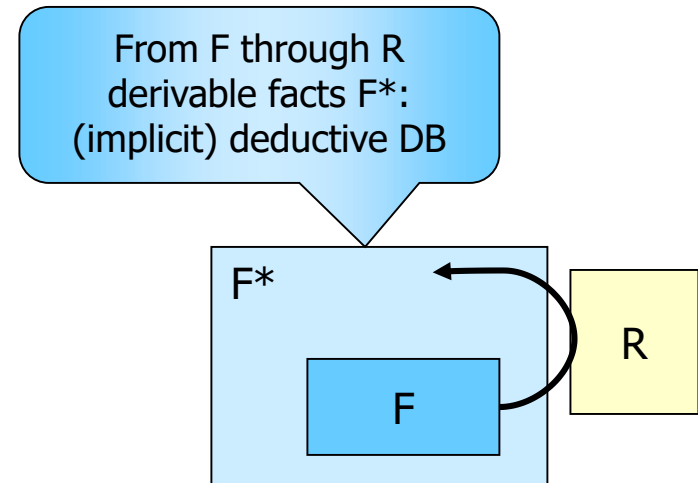 From F through R
derivable facts F*:
(implicit) deductive DB
F*
R
F